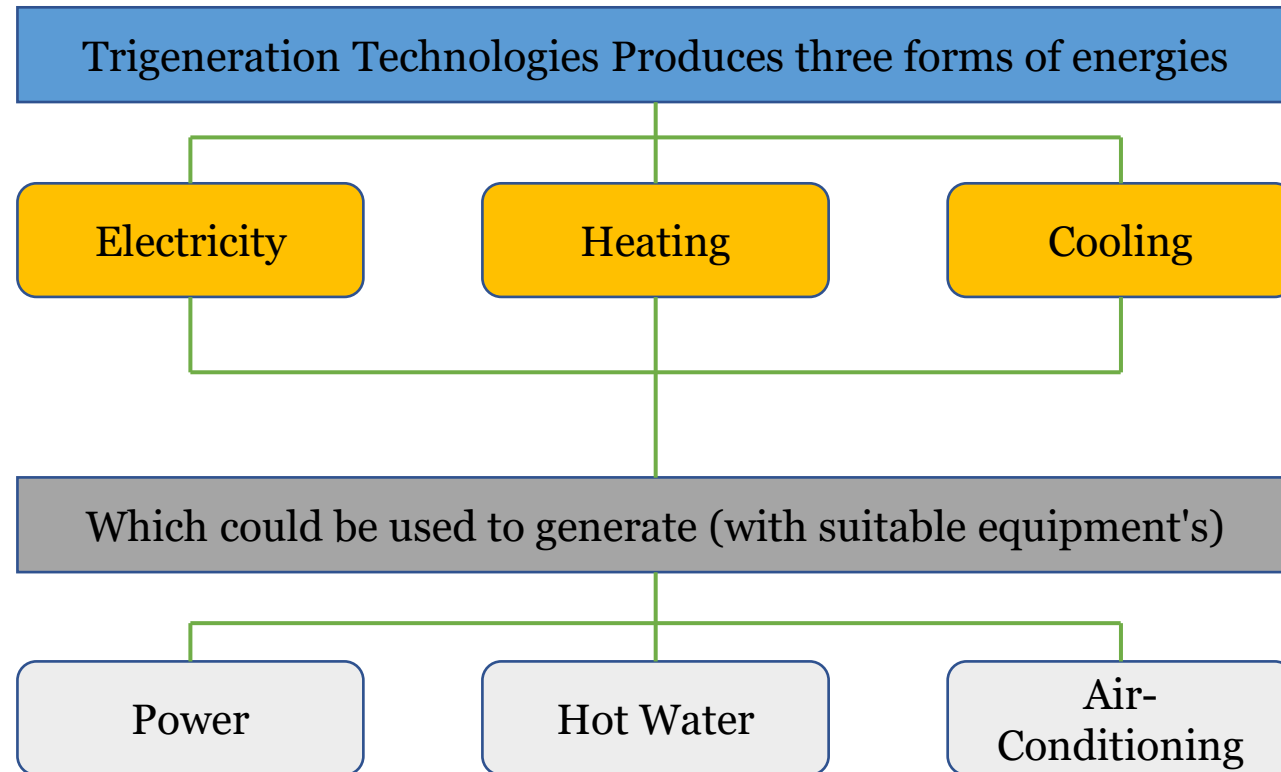 Trigeneration Technologies Produces three forms of energies
Electricity
Heating
Cooling
Which could be used to generate (with suitable equipment's)
Power
Hot Water
Air-
Conditioning